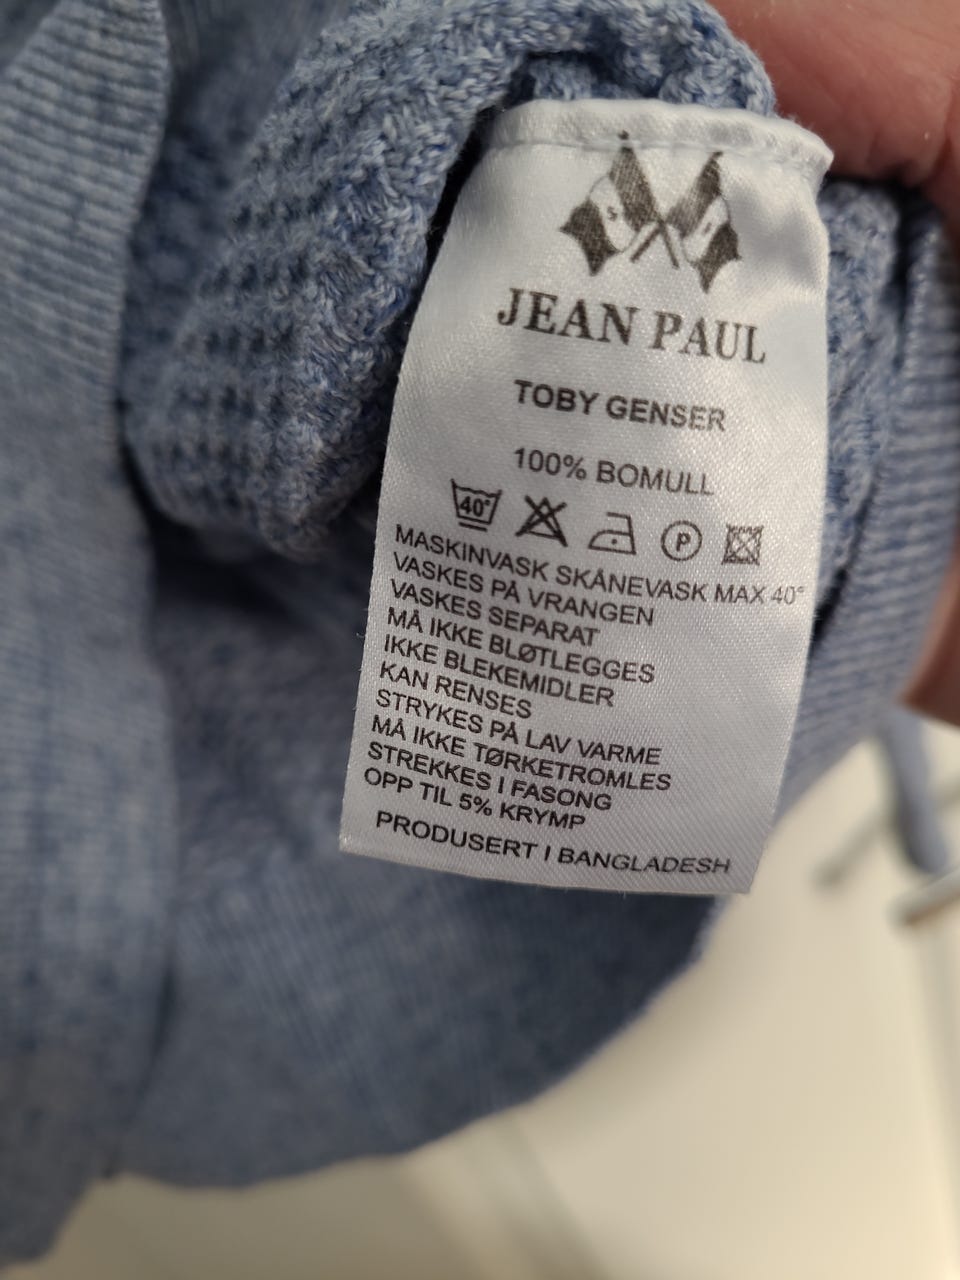 JEAN PAUL
TOBY GENSER
100% BOMULL
40° P
MASKINVASK SKÅNEVASK MAX 40°
VASKES PÅ VRANGEN
VASKES SEPARAT
MÅ IKKE BLØTLEGGES
IKKE BLEKEMIDLER
KAN RENSES
STRYKES PÅ LAV VARME
MÅ IKKE TØRKETROMLES
STREKKES I FASONG
OPP TIL 5% KRYMP
PRODUSERT I BANGLADESH